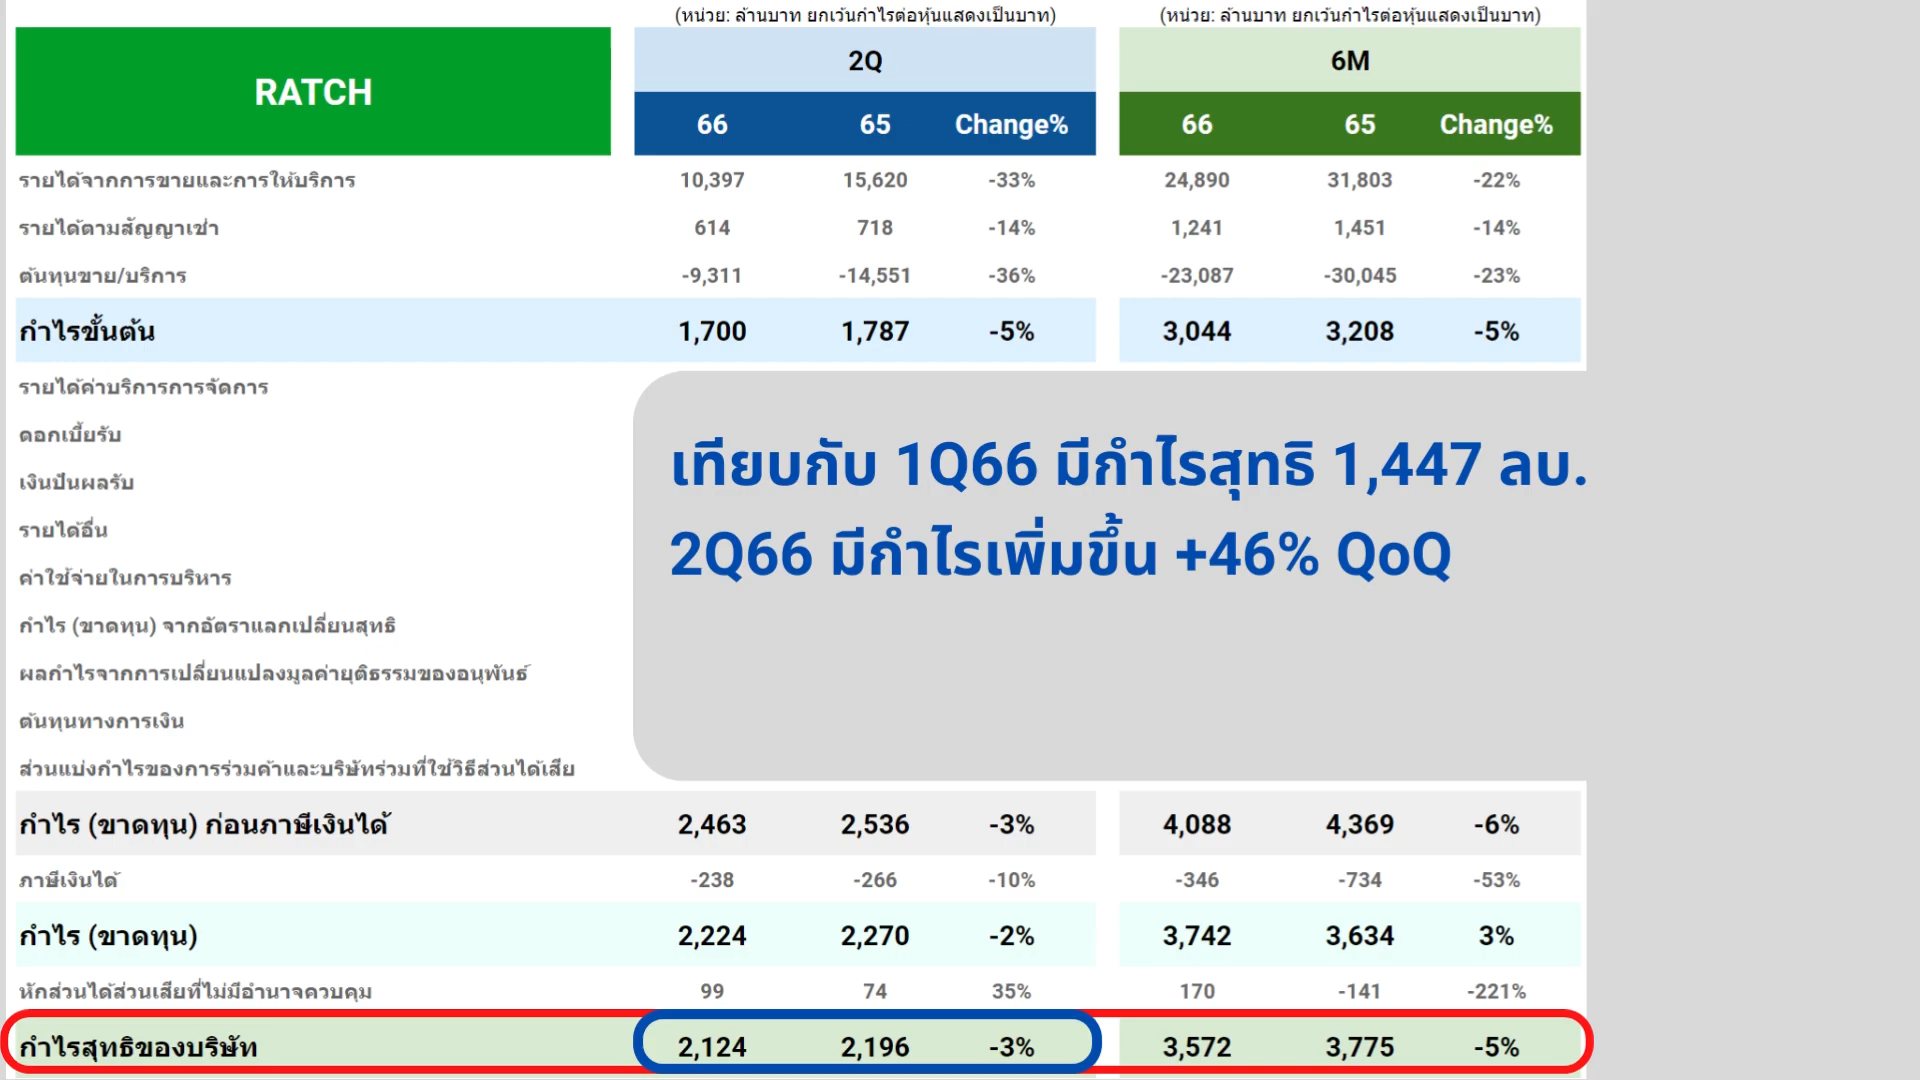 (หน่วย: ล้านบาท ยกเว้นกำไรต่อหุ้นแสดงเป็นบาท) (หน่วย: ล้านบาท ยกเว้นกำไรต่อหุ้นแสดงเป็นบาท)
RATCH 2Q 6M
66 65 Change% 66 65 Change%
รายได้จากการขายและการให้บริการ 10,397 15,620 -33% 24,890 31,803 -22%
รายได้ตามสัญญาเช่า 614 718 -14% 1,241 1,451 -14%
ต้นทุนขาย/บริการ -9,311 -14,551 -36% -23,087 -30,045 -23%
กำไรขั้นต้น 1,700 1,787 -5% 3,044 3,208 -5%
รายได้ค่าบริการการจัดการ
ดอกเบี้ยรับ
เงินปันผลรับ
รายได้อื่น
ค่าใช้จ่ายในการบริหาร
กำไร (ขาดทุน) จากอัตราแลกเปลี่ยนสุทธิ
ผลกำไรจากการเปลี่ยนแปลงมูลค่ายุติธรรมของอนุพันธ์
ต้นทุนทางการเงิน
ส่วนแบ่งกำไรของการร่วมค้าและบริษัทร่วมที่ใช้วิธีส่วนได้เสีย
เทียบกับ 1Q66 มีกำไรสุทธิ 1,447 ลบ.
2Q66 มีกำไรเพิ่มขึ้น +46% QoQ
กำไร (ขาดทุน) ก่อนภาษีเงินได้ 2,463 2,536 -3% 4,088 4,369 -6%
ภาษีเงินได้ -238 -266 -10% -346 -734 -53%
กำไร (ขาดทุน) 2,224 2,270 -2% 3,742 3,634 3%
หักส่วนได้ส่วนเสียที่ไม่มีอำนาจควบคุม 99 74 35% 170 -141 -221%
กำไรสุทธิของบริษัท 2,124 2,196 -3% 3,572 3,775 -5%